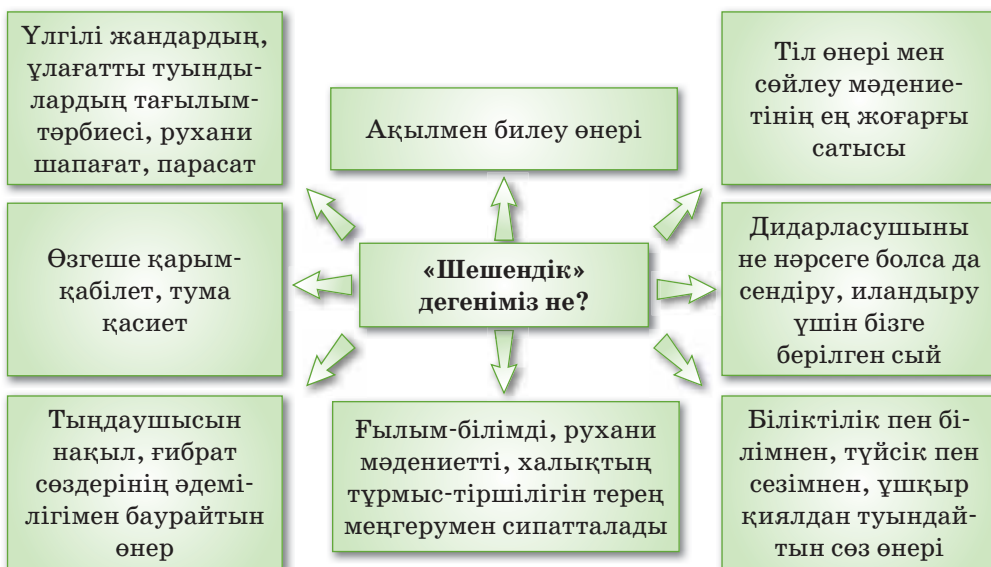 Үлгілі жандардың,
ұлағатты туынды-
лардың тағылым-
тәрбиесі, рухани
шапағат, парасат
Ақылмен билеу өнері
Тіл өнері мен
сөйлеу мәдение-
тінің ең жоғарғы
сатысы
Өзгеше қарым-
қабілет, тума
қасиет
«Шешендік»
дегеніміз не?
Дидарласушыны
не нәрсеге болса да
сендіру, иландыру
үшін бізге
берілген сый
Тыңдаушысын
нақыл, ғибрат
сөздерінің әдемі-
лігімен баурайтын
өнер
Ғылым-білімді, рухани
мәдениетті, халықтың
тұрмыс-тіршілігін терең
меңгерумен сипатталады
Біліктілік пен бі-
лімнен, түйсік пен
сезімнен, ұшқыр
қиялдан туындай-
тын сөз өнері